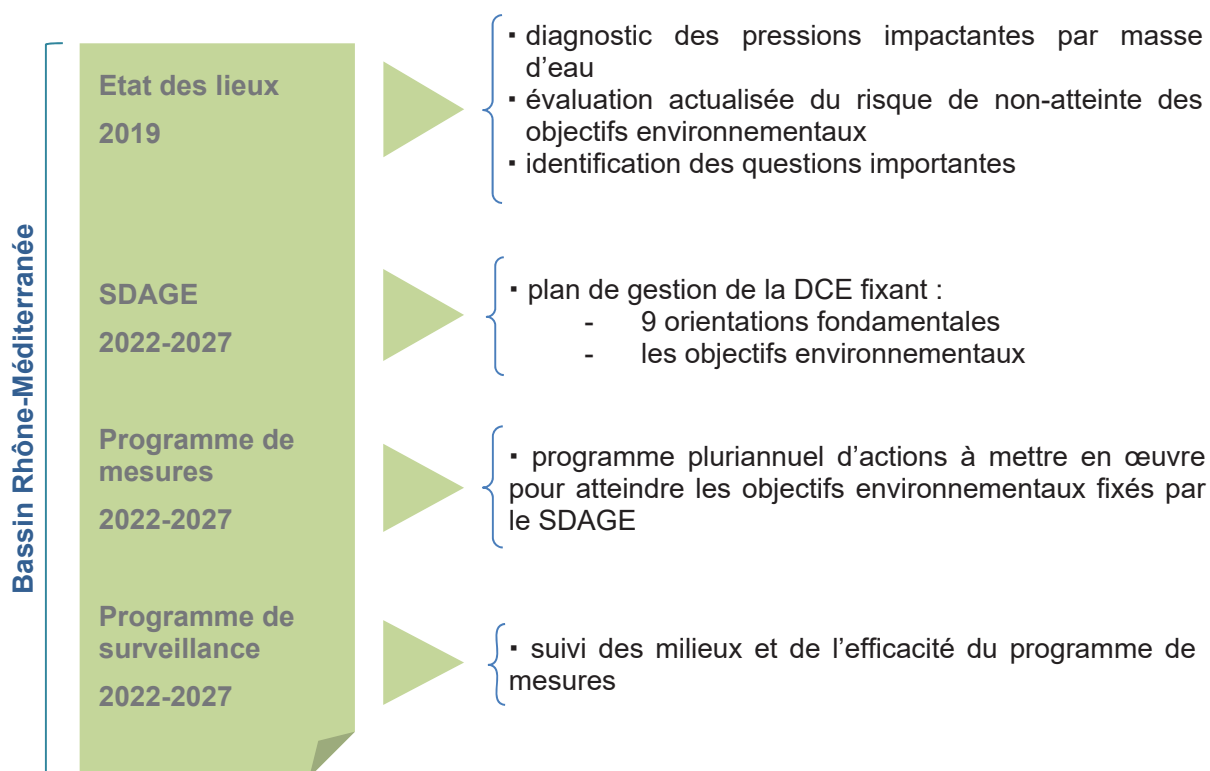 Bassin Rhône-Méditerranée
Etat des lieux
2019
▪ diagnostic des pressions impactantes par masse
d’eau
▪ évaluation actualisée du risque de non-atteinte des
objectifs environnementaux
▪ identification des questions importantes
SDAGE
2022-2027
▪ plan de gestion de la DCE fixant :
- 9 orientations fondamentales
- les objectifs environnementaux
Programme de
mesures
2022-2027
▪ programme pluriannuel d’actions à mettre en œuvre
pour atteindre les objectifs environnementaux fixés par
le SDAGE
Programme de
surveillance
2022-2027
▪ suivi des milieux et de l’efficacité du programme de
mesures